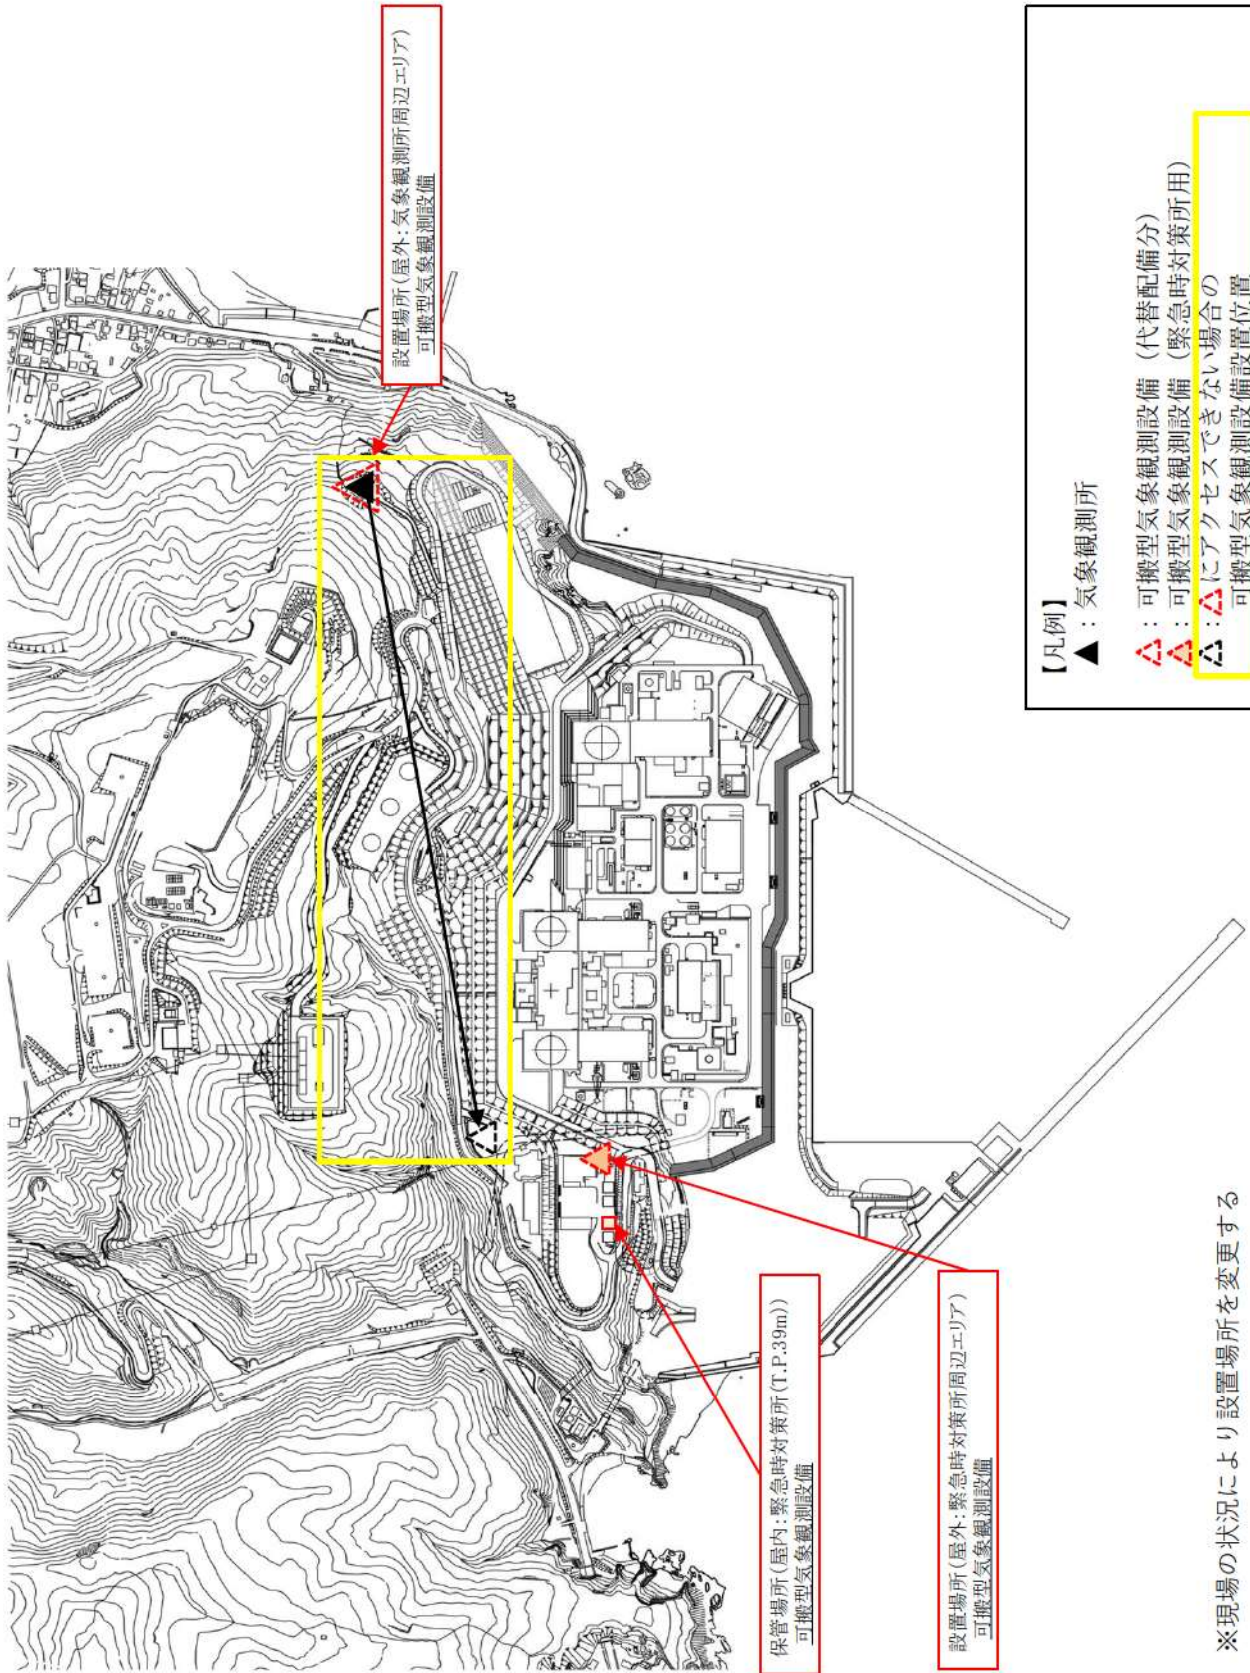 設置場所(屋外:気象観測所周辺エリア)
可搬型気象観測設備
保管場所(屋内:緊急時対策所(T.P.39m))
可搬型気象観測設備
設置場所(屋外:緊急時対策所周辺エリア)
可搬型気象観測設備
【凡例】
▲:気象観測所
:可搬型気象観測設備 (代替配備分)
:可搬型気象観測設備 (緊急時対策所用)
:にアクセスできない場合の
可搬型気象観測設備設置位置
※現場の状況により設置場所を変更する